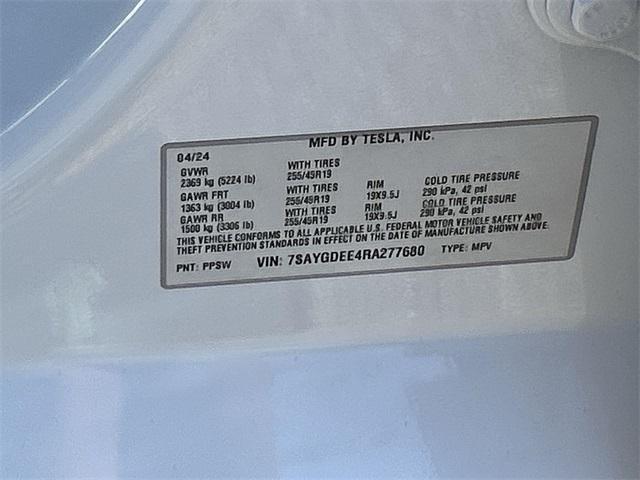 MFD BY TESLA, INC.
04/24
GVWR WITH TIRES
2369 kg (5224 lb) 255/45R19
GAWR FRT WITH TIRES RIM COLD TIRE PRESSURE
1363 kg (3004 lb) 255/45R19 19X9.5J 290 kPa, 42 psi
GAWR RR WITH TIRES RIM COLD TIRE PRESSURE
1500 kg (3306 lb) 255/45R19 19X9.5J 290 kPa, 42 psi
THIS VEHICLE CONFORMS TO ALL APPLICABLE U.S. FEDERAL MOTOR VEHICLE SAFETY AND
THEFT PREVENTION STANDARDS IN EFFECT ON THE DATE OF MANUFACTURE SHOWN ABOVE.
PNT: PPSW VIN: 7SAYGDEE4RA277680 TYPE: MPV